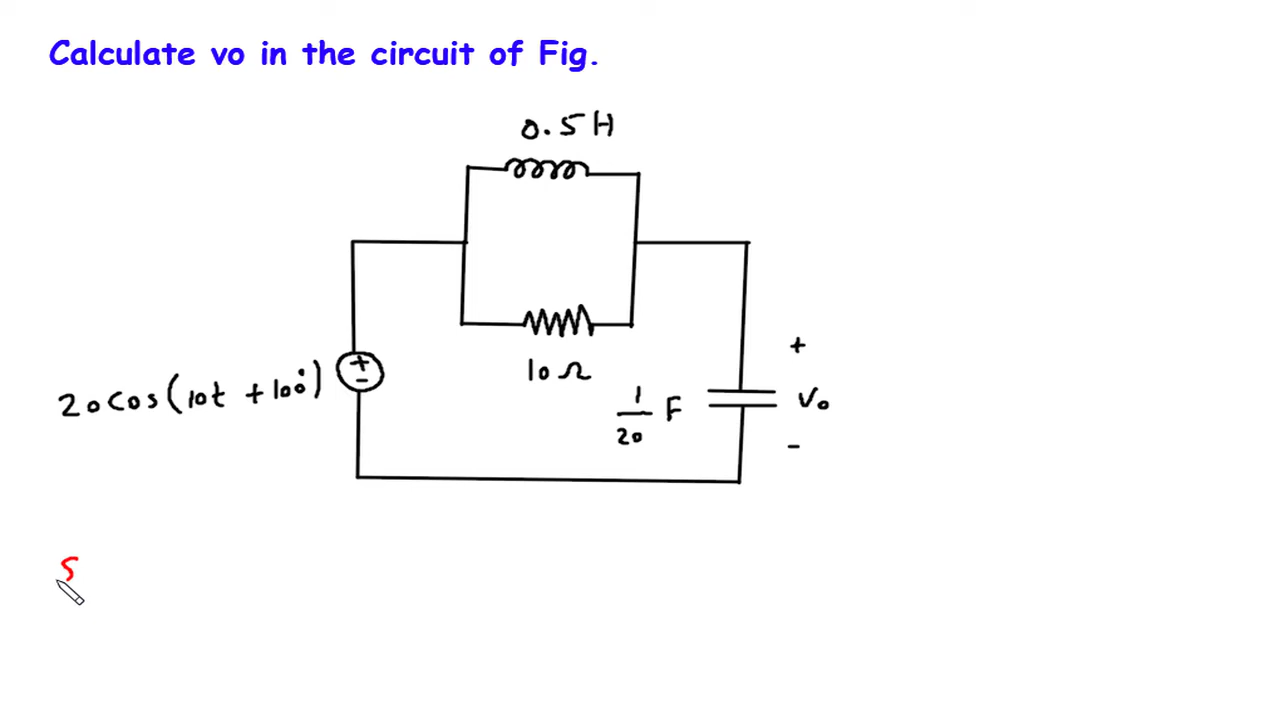 Calculate vo in the circuit of Fig.
0.5H
20cos(10t +100°)
+
-
10Ω
1/20 F
+
vo
-
S